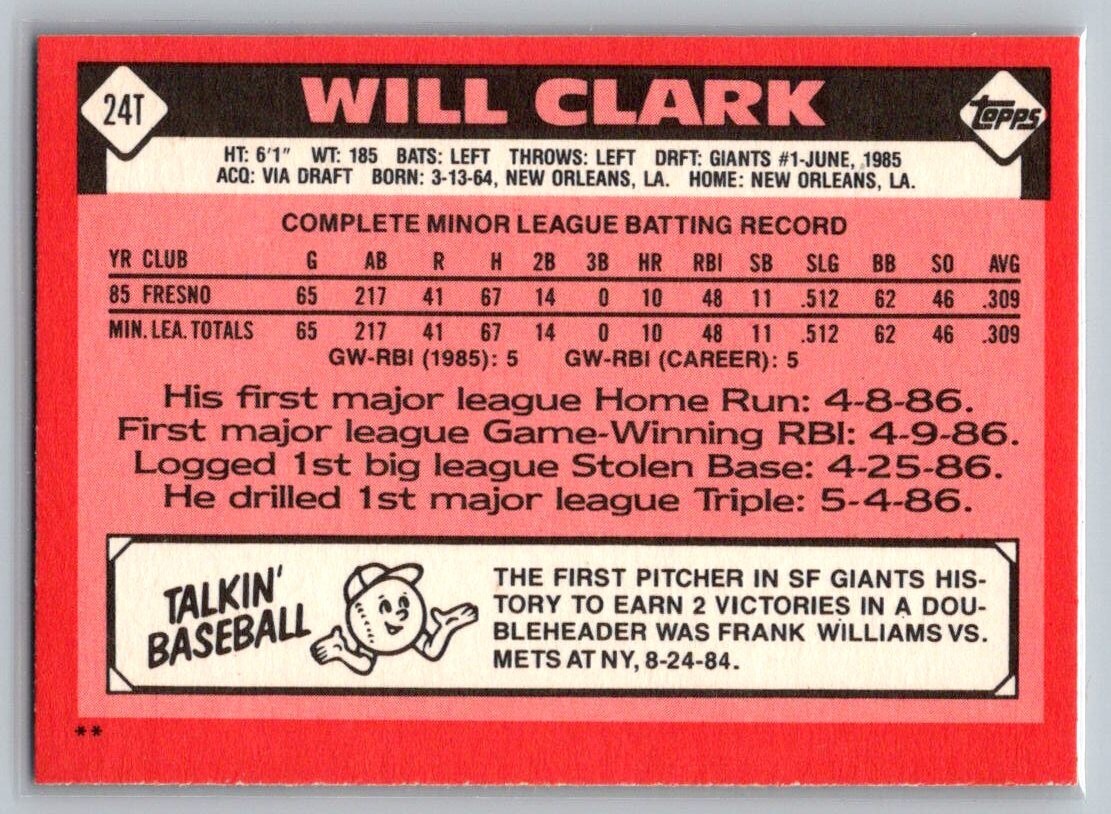 24T
WILL CLARK
Topps
HT: 6'1" WT: 185 BATS: LEFT THROWS: LEFT DRFT: GIANTS #1-JUNE, 1985
ACQ: VIA DRAFT BORN: 3-13-64, NEW ORLEANS, LA. HOME: NEW ORLEANS, LA.
COMPLETE MINOR LEAGUE BATTING RECORD
YR CLUB G AB R H 2B 3B HR RBI SB SLG BB SO AVG
85 FRESNO 65 217 41 67 14 0 10 48 11 .512 62 46 .309
MIN. LEA. TOTALS 65 217 41 67 14 0 10 48 11 .512 62 46 .309
GW-RBI (1985): 5 GW-RBI (CAREER): 5
His first major league Home Run: 4-8-86.
First major league Game-Winning RBI: 4-9-86.
Logged 1st big league Stolen Base: 4-25-86.
He drilled 1st major league Triple: 5-4-86.
TALKIN'
BASEBALL
THE FIRST PITCHER IN SF GIANTS HIS-
TORY TO EARN 2 VICTORIES IN A DOU-
BLEHEADER WAS FRANK WILLIAMS VS.
METS AT NY, 8-24-84.
**